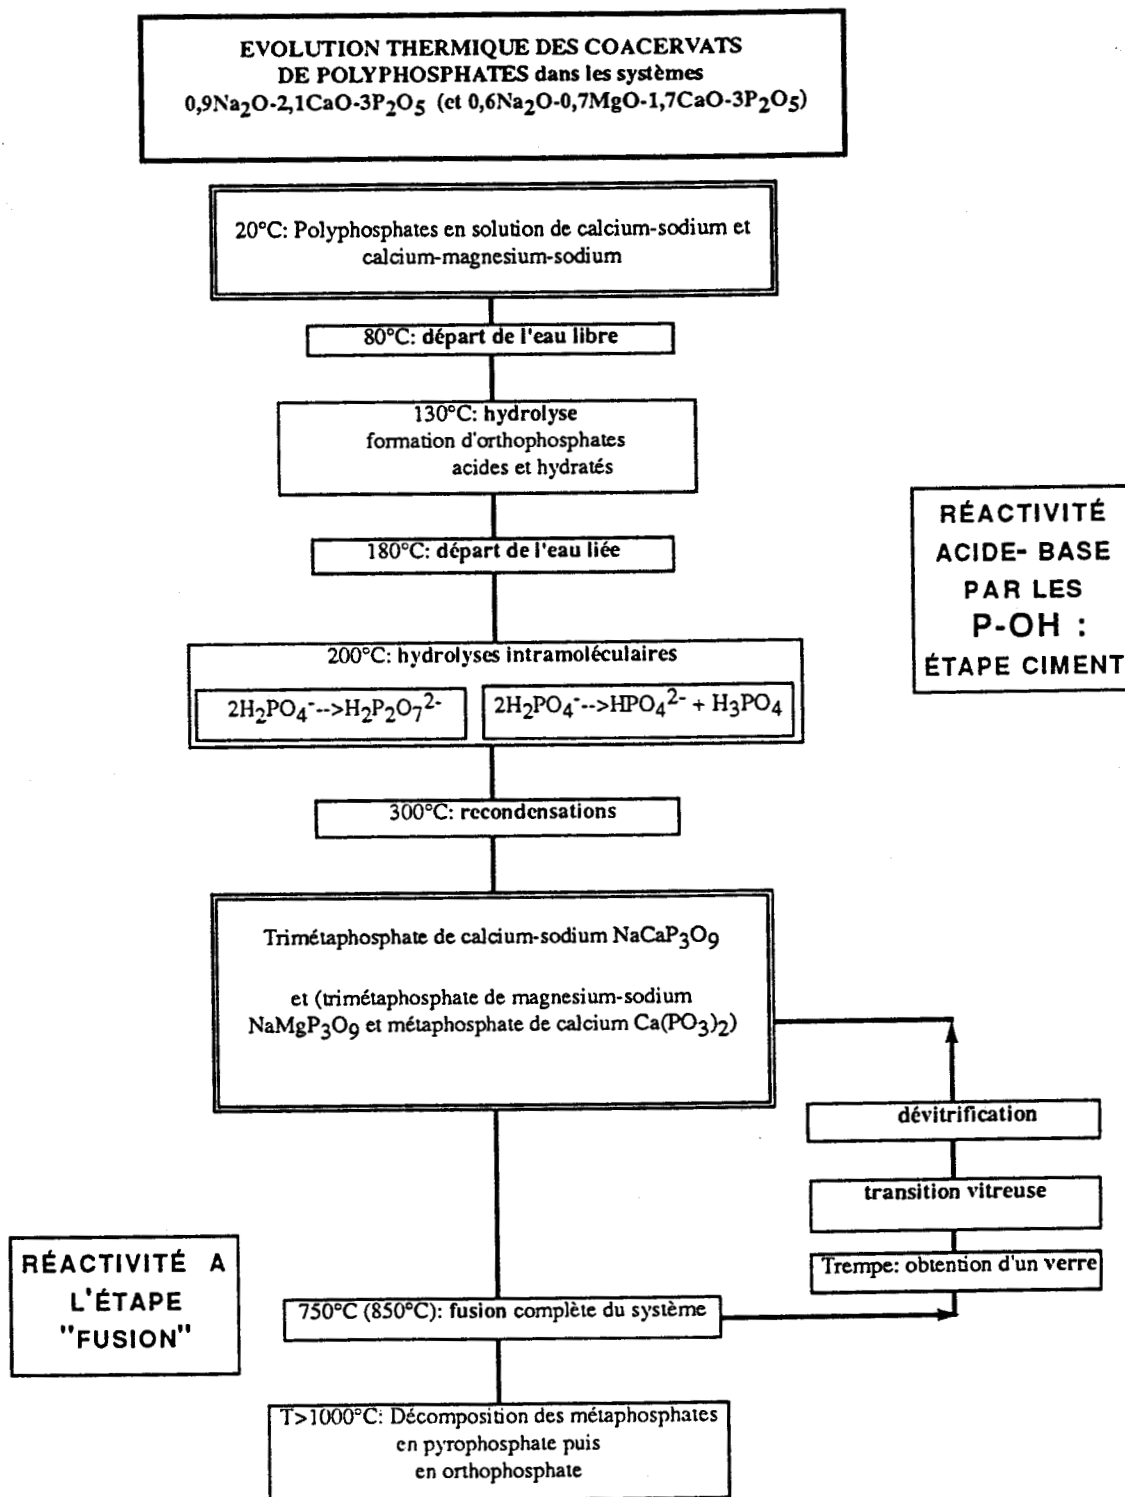 EVOLUTION THERMIQUE DES COACERVATS
DE POLYPHOSPHATES dans les systèmes
0,9Na2O-2,1CaO-3P2O5 (et 0,6Na2O-0,7MgO-1,7CaO-3P2O5)
20°C: Polyphosphates en solution de calcium-sodium et
calcium-magnesium-sodium
80°C: départ de l'eau libre
130°C: hydrolyse
formation d'orthophosphates
acides et hydratés
180°C: départ de l'eau liée
RÉACTIVITÉ
ACIDE- BASE
PAR LES
P-OH :
ÉTAPE CIMENT
200°C: hydrolyses intramoléculaires
2H2PO4^- -->H2P2O7^2-
2H2PO4^- -->HPO4^2- + H3PO4
300°C: recondensations
Trimétaphosphate de calcium-sodium NaCaP3O9
et (trimétaphosphate de magnesium-sodium
NaMgP3O9 et métaphosphate de calcium Ca(PO3)2)
dévitrification
transition vitreuse
Trempe: obtention d'un verre
RÉACTIVITÉ A
L'ÉTAPE
"FUSION"
750°C (850°C): fusion complète du système
T>1000°C: Décomposition des métaphosphates
en pyrophosphate puis
en orthophosphate